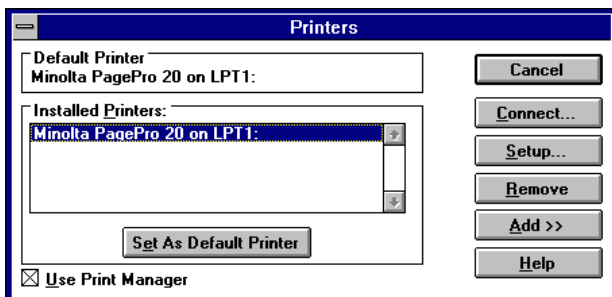 Printers
Default Printer
Minolta PagePro 20 on LPT1:
Installed Printers:
Minolta PagePro 20 on LPT1:
Set As Default Printer
Use Print Manager
Cancel
Connect...
Setup...
Remove
Add >>
Help